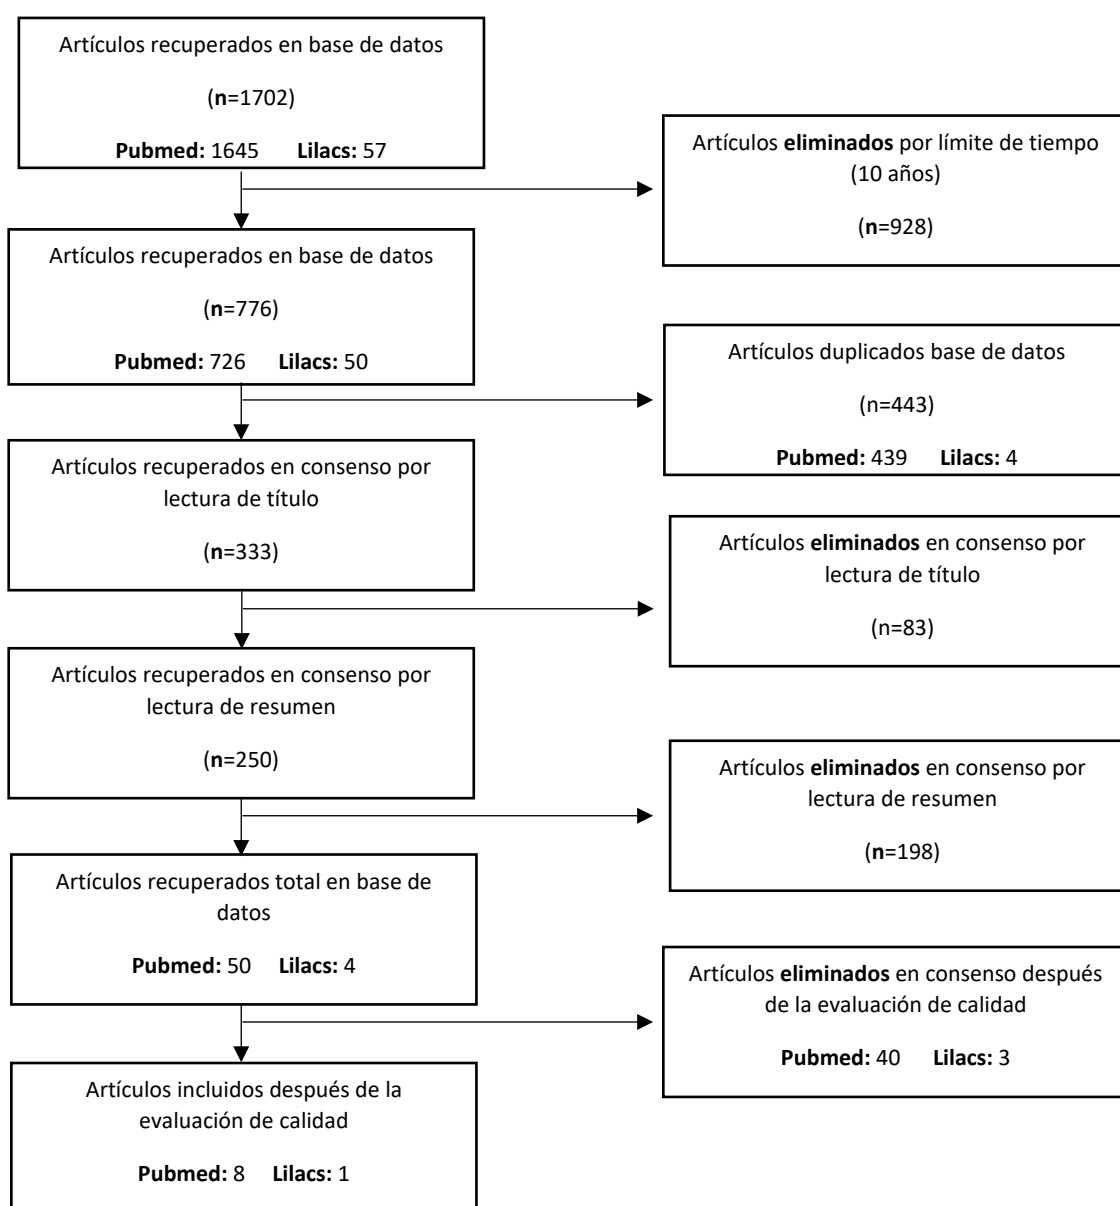 Artículos recuperados en base de datos
(n=1702)
Pubmed: 1645 Lilacs: 57
Artículos eliminados por límite de tiempo
(10 años)
(n=928)
Artículos recuperados en base de datos
(n=776)
Pubmed: 726 Lilacs: 50
Artículos duplicados base de datos
(n=443)
Pubmed: 439 Lilacs: 4
Artículos recuperados en consenso por
lectura de título
(n=333)
Artículos eliminados en consenso por
lectura de título
(n=83)
Artículos recuperados en consenso por
lectura de resumen
(n=250)
Artículos eliminados en consenso por
lectura de resumen
(n=198)
Artículos recuperados total en base de
datos
Pubmed: 50 Lilacs: 4
Artículos eliminados en consenso después
de la evaluación de calidad
Pubmed: 40 Lilacs: 3
Artículos incluidos después de la
evaluación de calidad
Pubmed: 8 Lilacs: 1